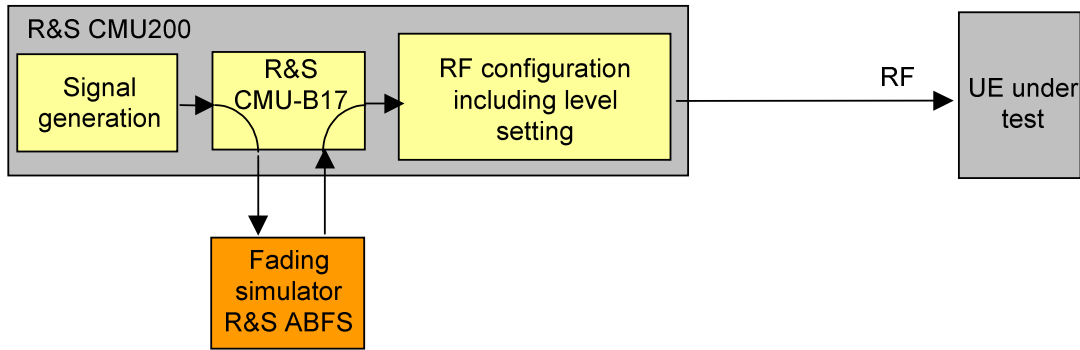 R&S CMU200
Signal
generation
R&S
CMU-B17
RF configuration
including level
setting
RF
UE under
test
Fading
simulator
R&S ABFS